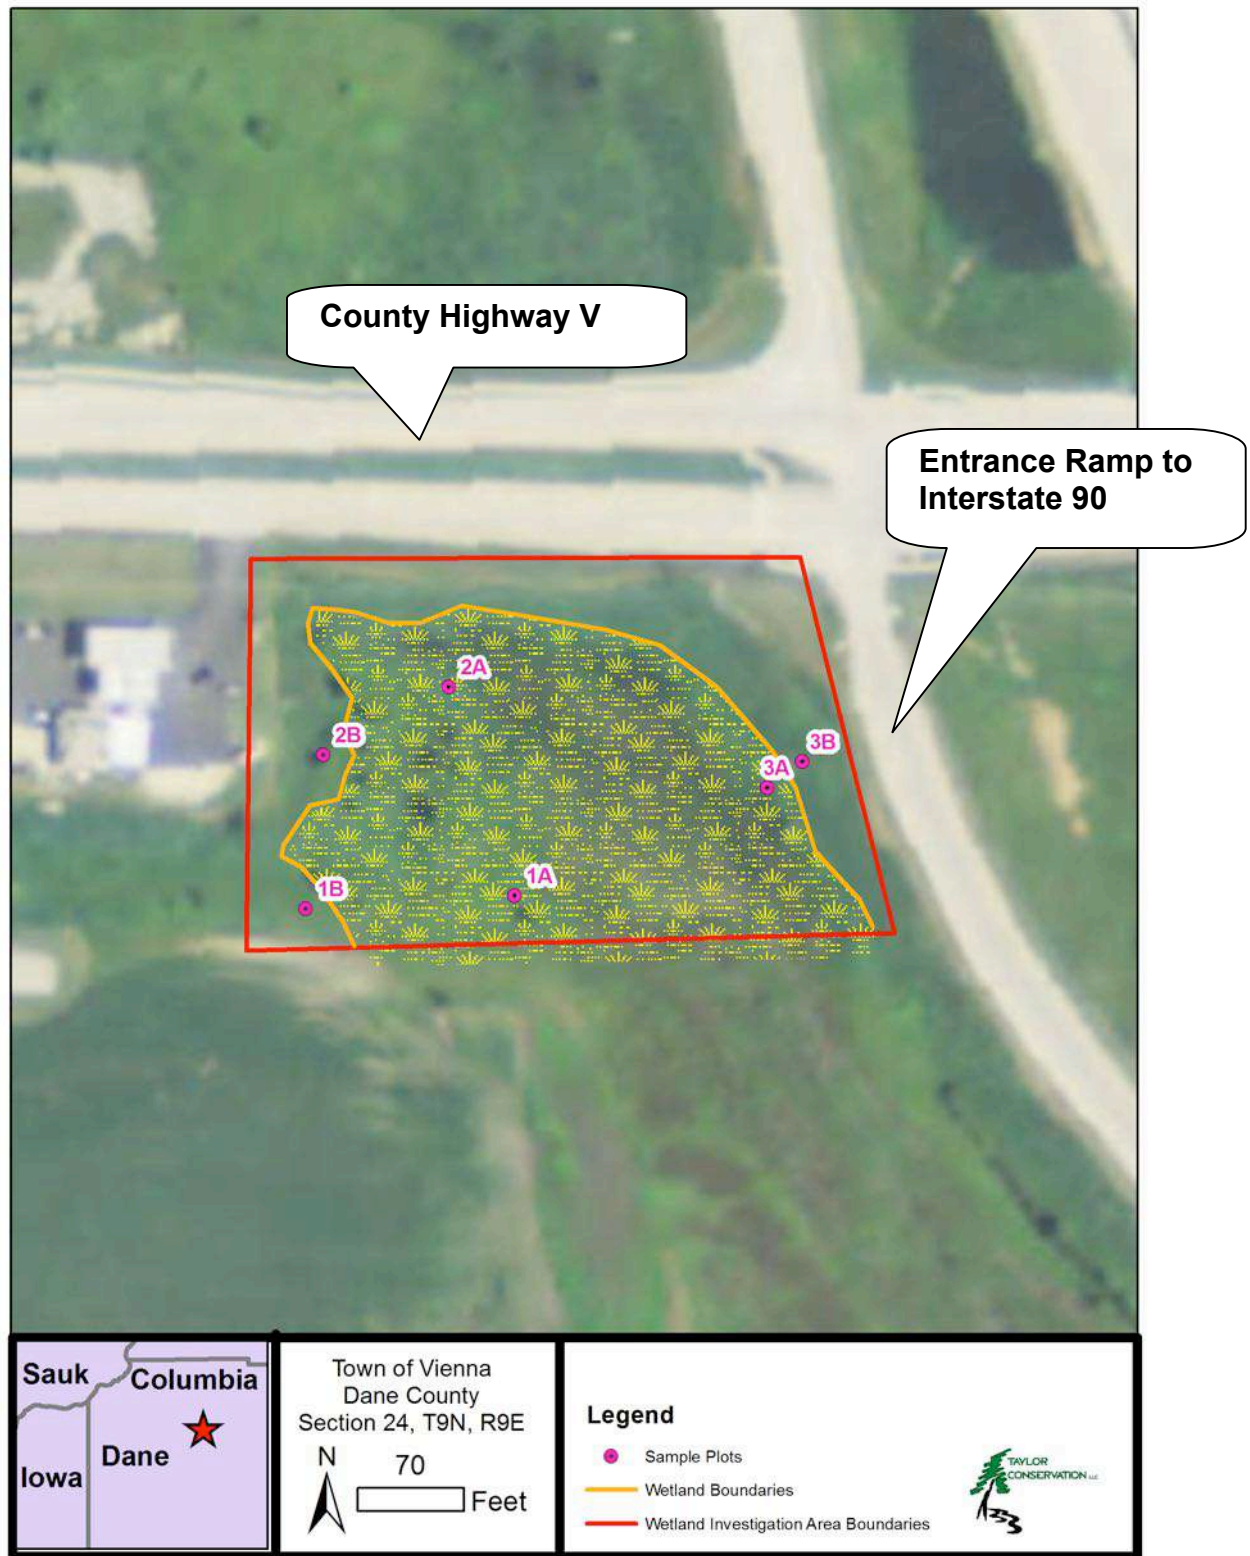 County Highway V
Entrance Ramp to
Interstate 90
2A
2B
3B
3A
1A
1B
Sauk
Columbia
Dane
Iowa
Town of Vienna
Dane County
Section 24, T9N, R9E
N
70
Feet
Legend
Sample Plots
Wetland Boundaries
Wetland Investigation Area Boundaries
TAYLOR
CONSERVATION LLC